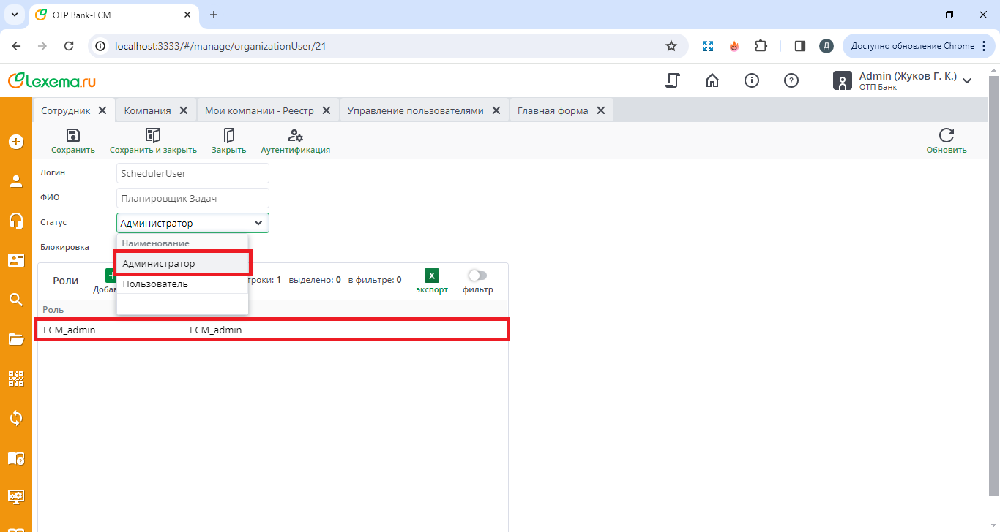 OTP Bank-ECM
localhost:3333/#/manage/organizationUser/21
Д
Доступно обновление Chrome
Lexema.ru
Admin (Жуков Г. К.)
ОТП Банк
Сотрудник
Компания
Мои компании - Реестр
Управление пользователями
Главная форма
Сохранить
Сохранить и закрыть
Закрыть
Аутентификация
Обновить
Логин
SchedulerUser
ФИО
Планировщик Задач -
Статус
Администратор
Наименование
Блокировка
Администратор
Роли
троки: 1 выделено: 0 в фильтре: 0
X
Пользователь
Добав
экспорт
фильтр
Роль
ECM_admin ECM_admin